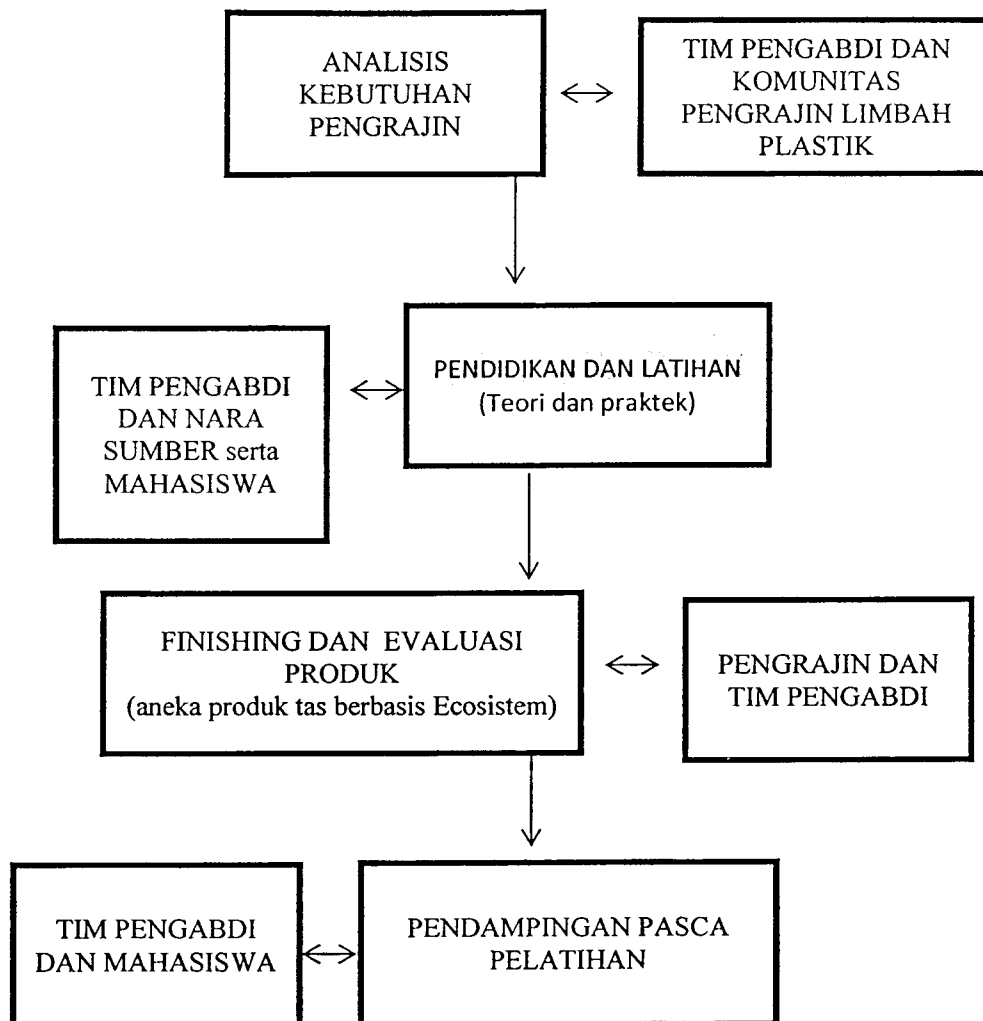 ANALISIS
KEBUTUHAN
PENGRAJIN
TIM PENGABDI DAN
KOMUNITAS
PENGRAJIN LIMBAH
PLASTIK
TIM PENGABDI
DAN NARA
SUMBER serta
MAHASISWA
PENDIDIKAN DAN LATIHAN
(Teori dan praktek)
FINISHING DAN EVALUASI
PRODUK
(aneka produk tas berbasis Ecosistem)
PENGRAJIN DAN
TIM PENGABDI
TIM PENGABDI
DAN MAHASISWA
PENDAMPINGAN PASCA
PELATIHAN